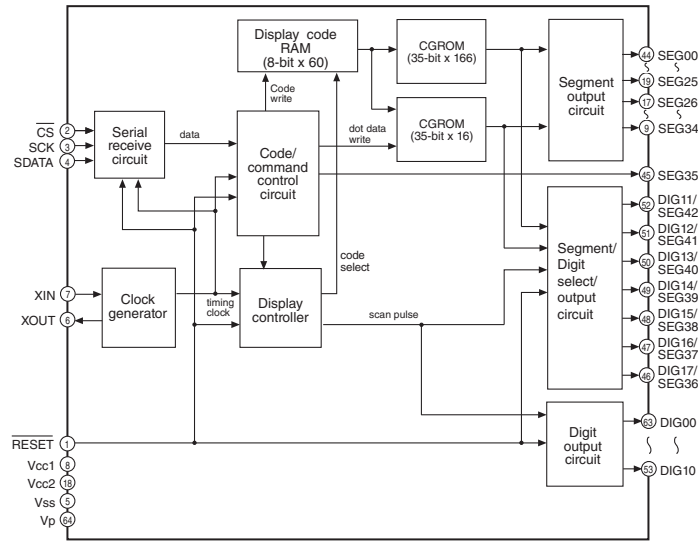 Display code
RAM
(8-bit x 60)
CGROM
(35-bit x 166)
CGROM
(35-bit x 16)
Segment
output
circuit
44 SEG00
19 SEG25
17 SEG26
9 SEG34
Code
write
CS 2
SCK 3
SDATA 4
Serial
receive
circuit
data
Code/
command
control
circuit
dot data
write
45 SEG35
52 DIG11/
SEG42
51 DIG12/
SEG41
50 DIG13/
SEG40
49 DIG14/
SEG39
48 DIG15/
SEG38
47 DIG16/
SEG37
46 DIG17/
SEG36
Segment/
Digit
select/
output
circuit
code
select
XIN 7
XOUT 6
Clock
generator
timing
clock
Display
controller
scan pulse
RESET 1
Vcc1 8
Vcc2 18
Vss 5
Vp 64
Digit
output
circuit
63 DIG00
53 DIG10